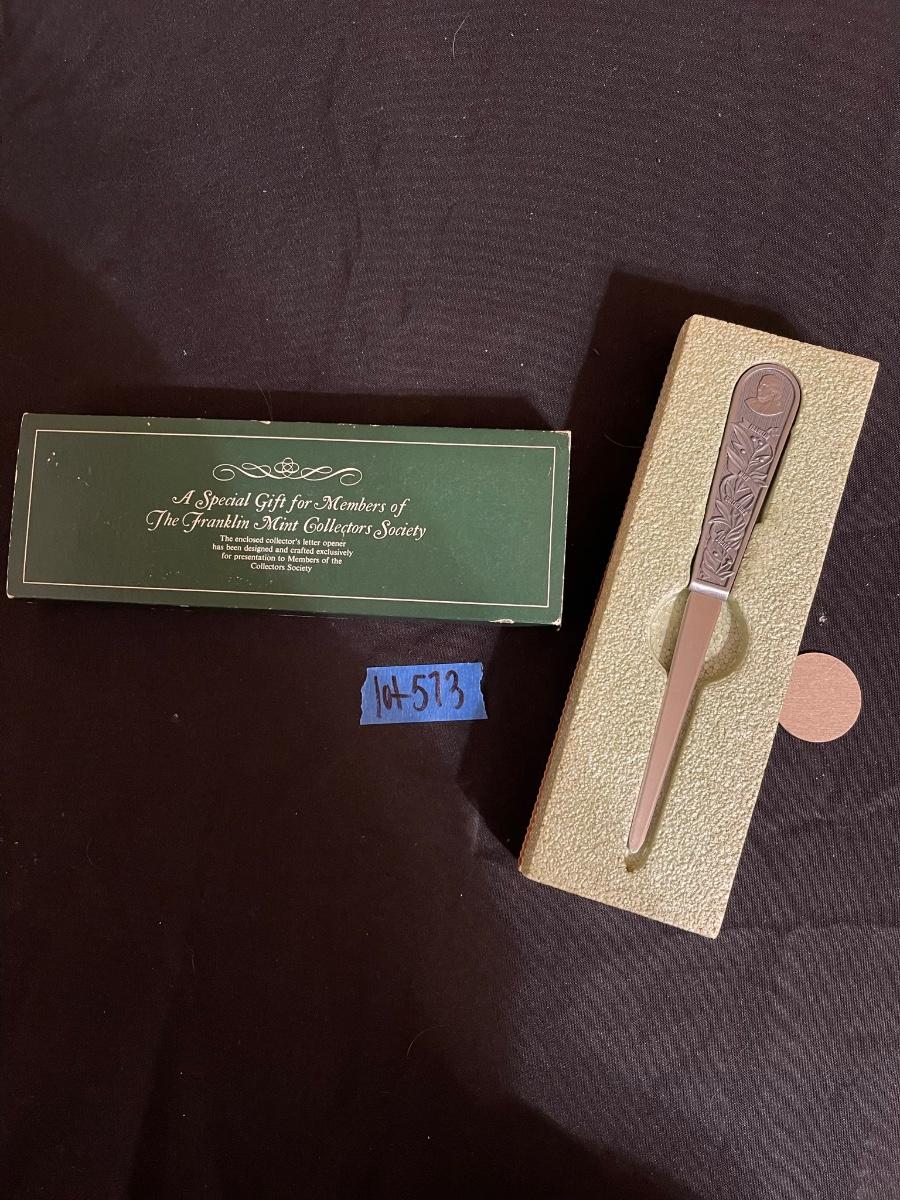 A Special Gift for Members of
The Franklin Mint Collectors Society
The enclosed collector's letter opener
has been designed and crafted exclusively
for presentation to Members of the
Collectors Society
lot 573